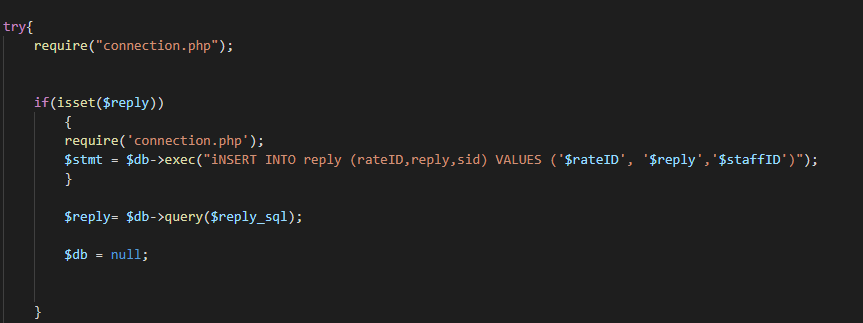 try{
require("connection.php");
if(isset($reply))
{
require('connection.php');
$stmt = $db->exec("iNSERT INTO reply (rateID,reply,sid) VALUES ('$rateID', '$reply','$staffID')");
}
$reply= $db->query($reply_sql);
$db = null;
}